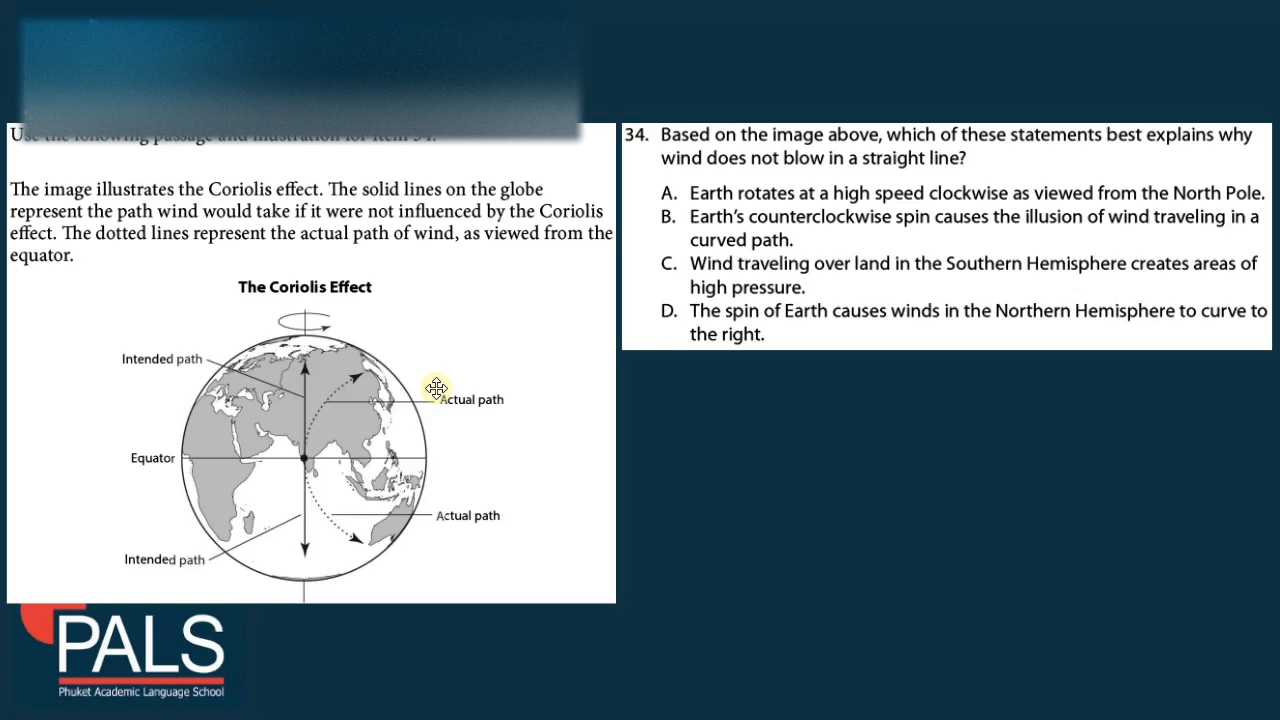 The image illustrates the Coriolis effect. The solid lines on the globe
represent the path wind would take if it were not influenced by the Coriolis
effect. The dotted lines represent the actual path of wind, as viewed from the
equator.
The Coriolis Effect
Intended path
Actual path
Equator
Actual path
Intended path
34. Based on the image above, which of these statements best explains why
wind does not blow in a straight line?
A. Earth rotates at a high speed clockwise as viewed from the North Pole.
B. Earth's counterclockwise spin causes the illusion of wind traveling in a
curved path.
C. Wind traveling over land in the Southern Hemisphere creates areas of
high pressure.
D. The spin of Earth causes winds in the Northern Hemisphere to curve to
the right.
PALS
Phuket Academic Language School